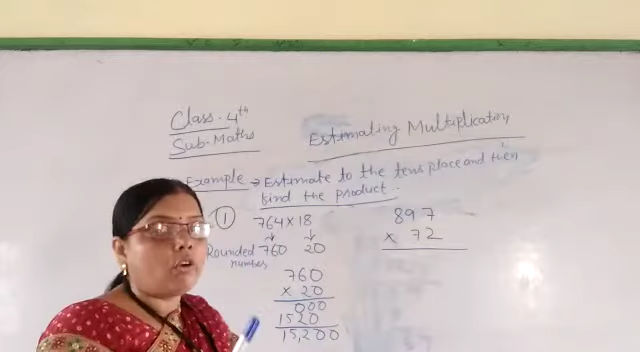 Class. 4th
Sub-Maths
Estimating Multiplication
Example → Estimate to the tens place and then
find the product.
① 764×18
↓ ↓
Rounded 760 20
number
760
× 20
000
1520
15,200
897
× 72